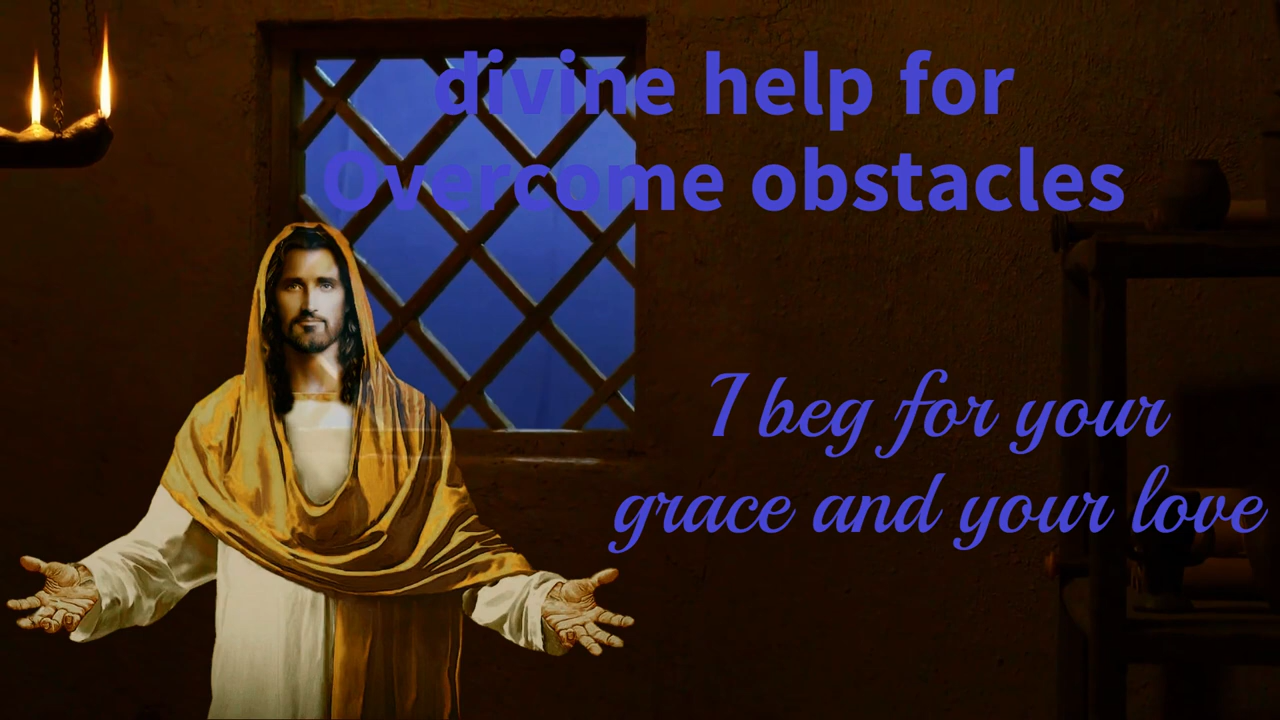 divine help for
Overcome obstacles
I beg for your
grace and your love